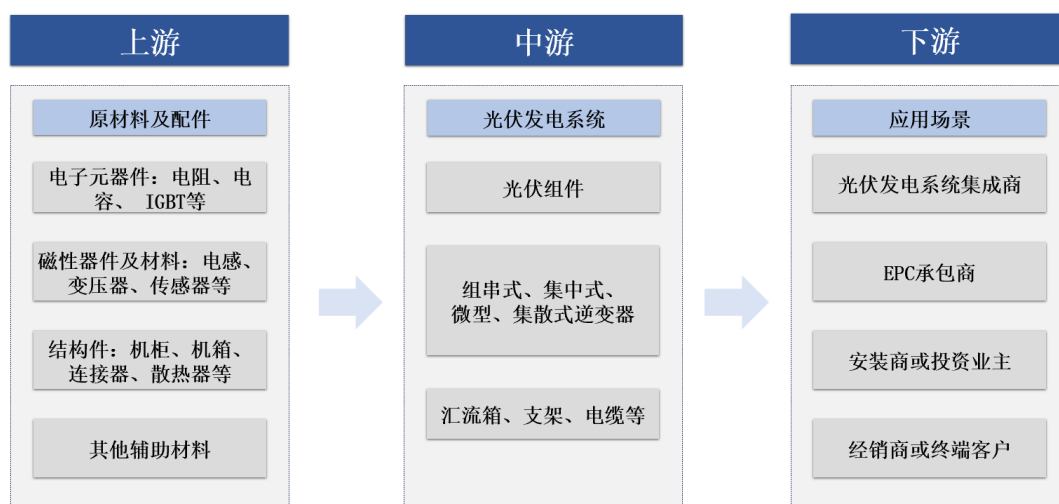 上游
原材料及配件
电子元器件：电阻、电
容、 IGBT等
磁性器件及材料：电感、
变压器、传感器等
结构件：机柜、机箱、
连接器、散热器等
其他辅助材料
中游
光伏发电系统
光伏组件
组串式、集中式、
微型、集散式逆变器
汇流箱、支架、电缆等
下游
应用场景
光伏发电系统集成商
EPC承包商
安装商或投资业主
经销商或终端客户